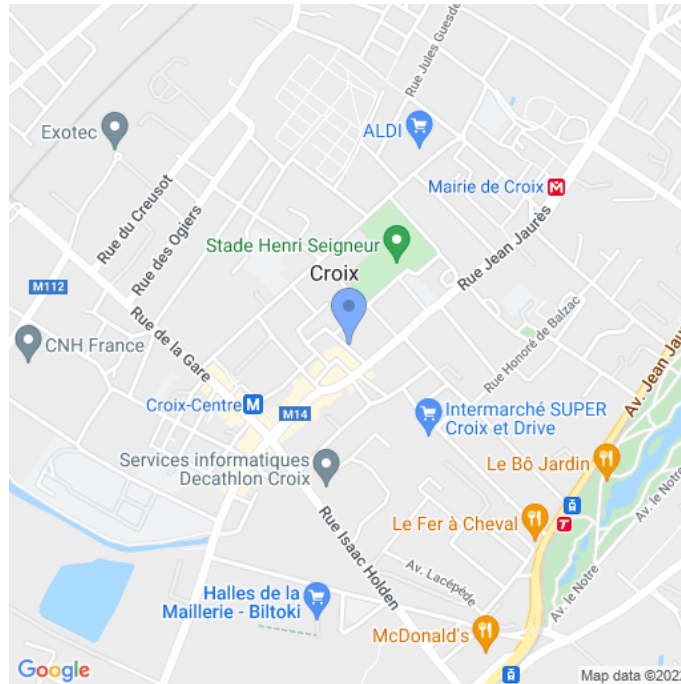 Rue Jules Guesde
Exotec
ALDI
Mairie de Croix
Rue du Creusot
Rue des Ogiers
Stade Henri Seigneur
Rue Jean Jaurès
Croix
M112
Rue de la Gare
CNH France
Rue Honoré de Balzac
Av. Jean Jau
Croix-Centre
M
M14
Intermarché SUPER
Croix et Drive
Services informatiques
Decathlon Croix
Le Bô Jardin
Av. le Notre
Le Fer à Cheval
T
Rue Isaac Holden
Av. Lacépède
Av. le Notre
Halles de la
Maillerie - Biltoki
McDonald's
Google
Map data ©2022